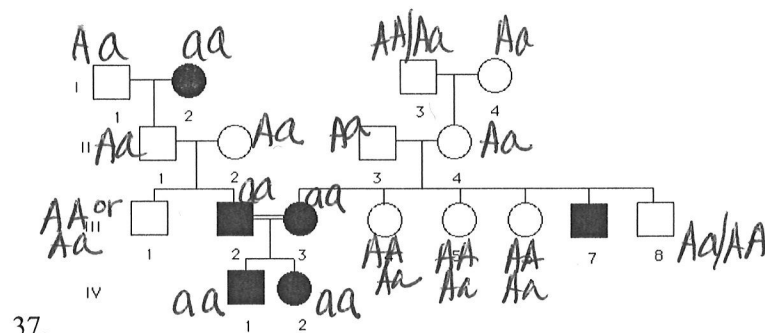 Aa aa AA/Aa Aa
I
1 2 3 4
II Aa Aa Aa Aa
1 2 3 4
aa aa
AA or
III
Aa
1 2 3 AA 5 AA 7 8 Aa/AA
Aa AA Aa
Aa
IV aa aa
1 2
37